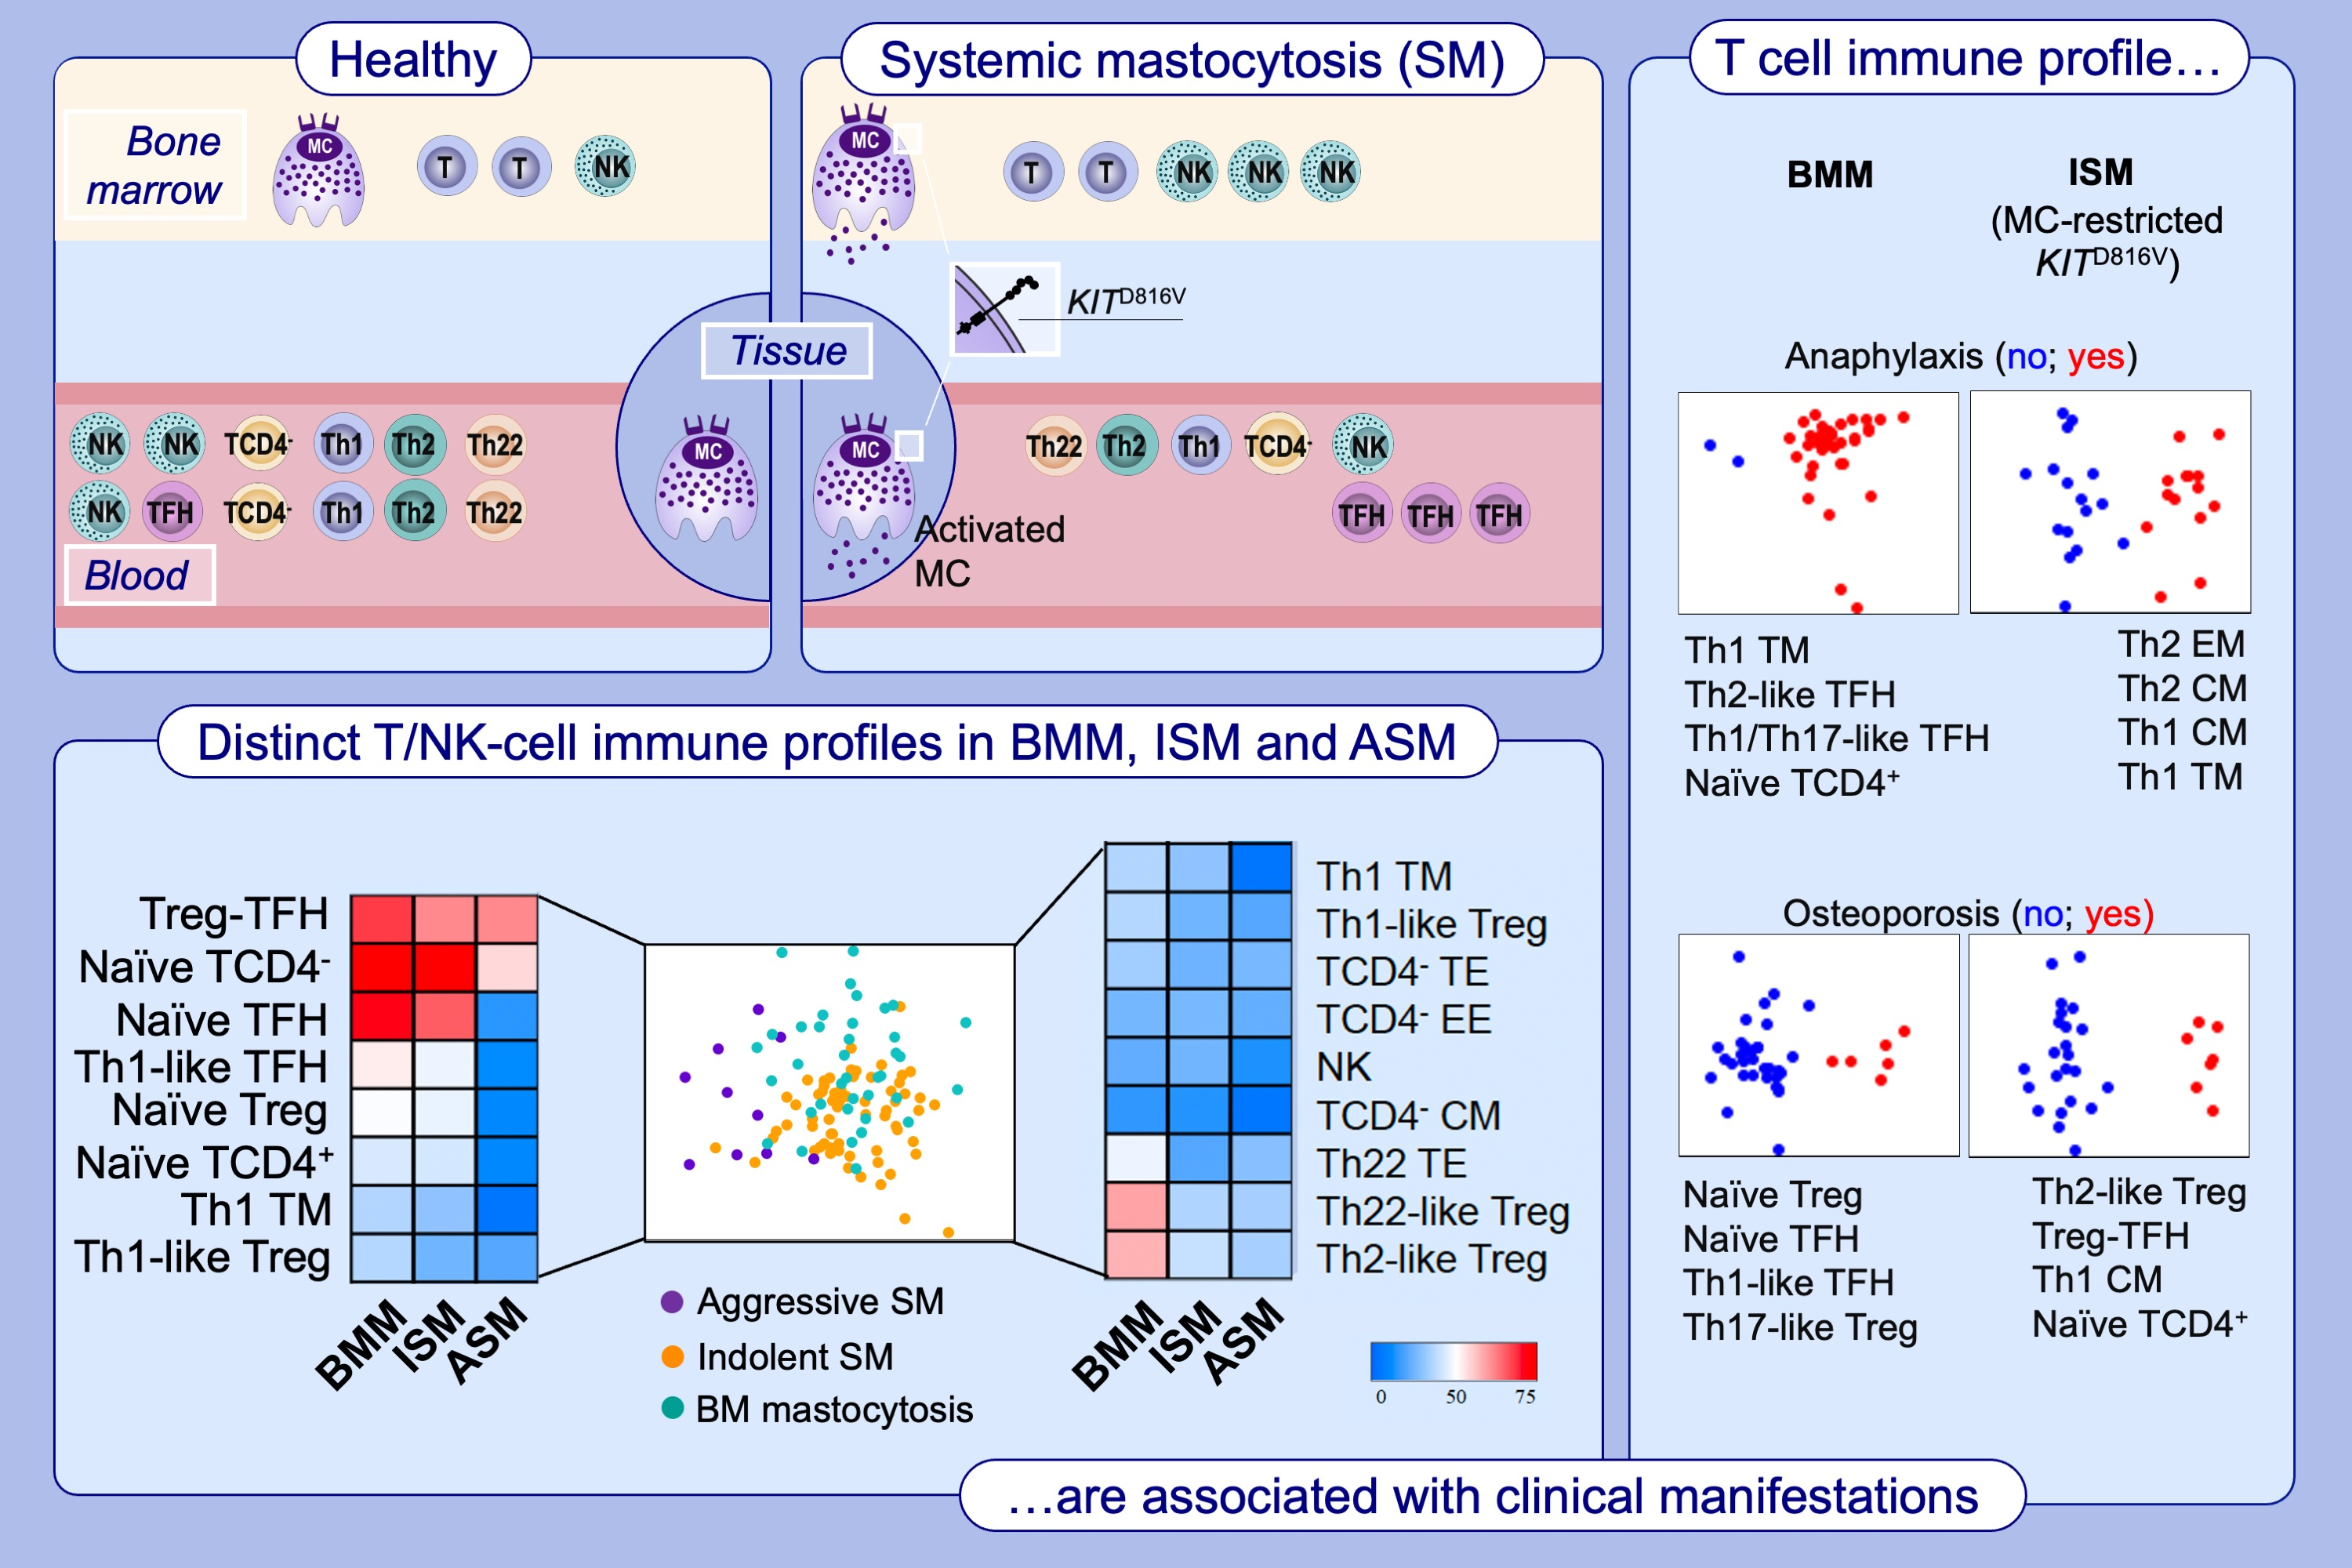 Healthy
Bone
marrow
MC
T
T
NK
Tissue
NK
NK
TCD4-
Th1
Th2
Th22
NK
TFH
TCD4-
Th1
Th2
Th22
MC
Blood
Systemic mastocytosis (SM)
MC
T
T
NK
NK
NK
KITD816V
MC
Activated
MC
Th22
Th2
Th1
TCD4-
NK
TFH
TFH
TFH
Distinct T/NK-cell immune profiles in BMM, ISM and ASM
Treg-TFH
Naïve TCD4-
Naïve TFH
Th1-like TFH
Naïve Treg
Naïve TCD4+
Th1 TM
Th1-like Treg
BMM
ISM
ASM
Aggressive SM
Indolent SM
BM mastocytosis
Th1 TM
Th1-like Treg
TCD4- TE
TCD4- EE
NK
TCD4- CM
Th22 TE
Th22-like Treg
Th2-like Treg
BMM
ISM
ASM
0 50 75
T cell immune profile…
BMM
ISM
(MC-restricted
KITD816V)
Anaphylaxis (no; yes)
Th1 TM
Th2-like TFH
Th1/Th17-like TFH
Naïve TCD4+
Th2 EM
Th2 CM
Th1 CM
Th1 TM
Osteoporosis (no; yes)
Naïve Treg
Naïve TFH
Th1-like TFH
Th17-like Treg
Th2-like Treg
Treg-TFH
Th1 CM
Naïve TCD4+
…are associated with clinical manifestations